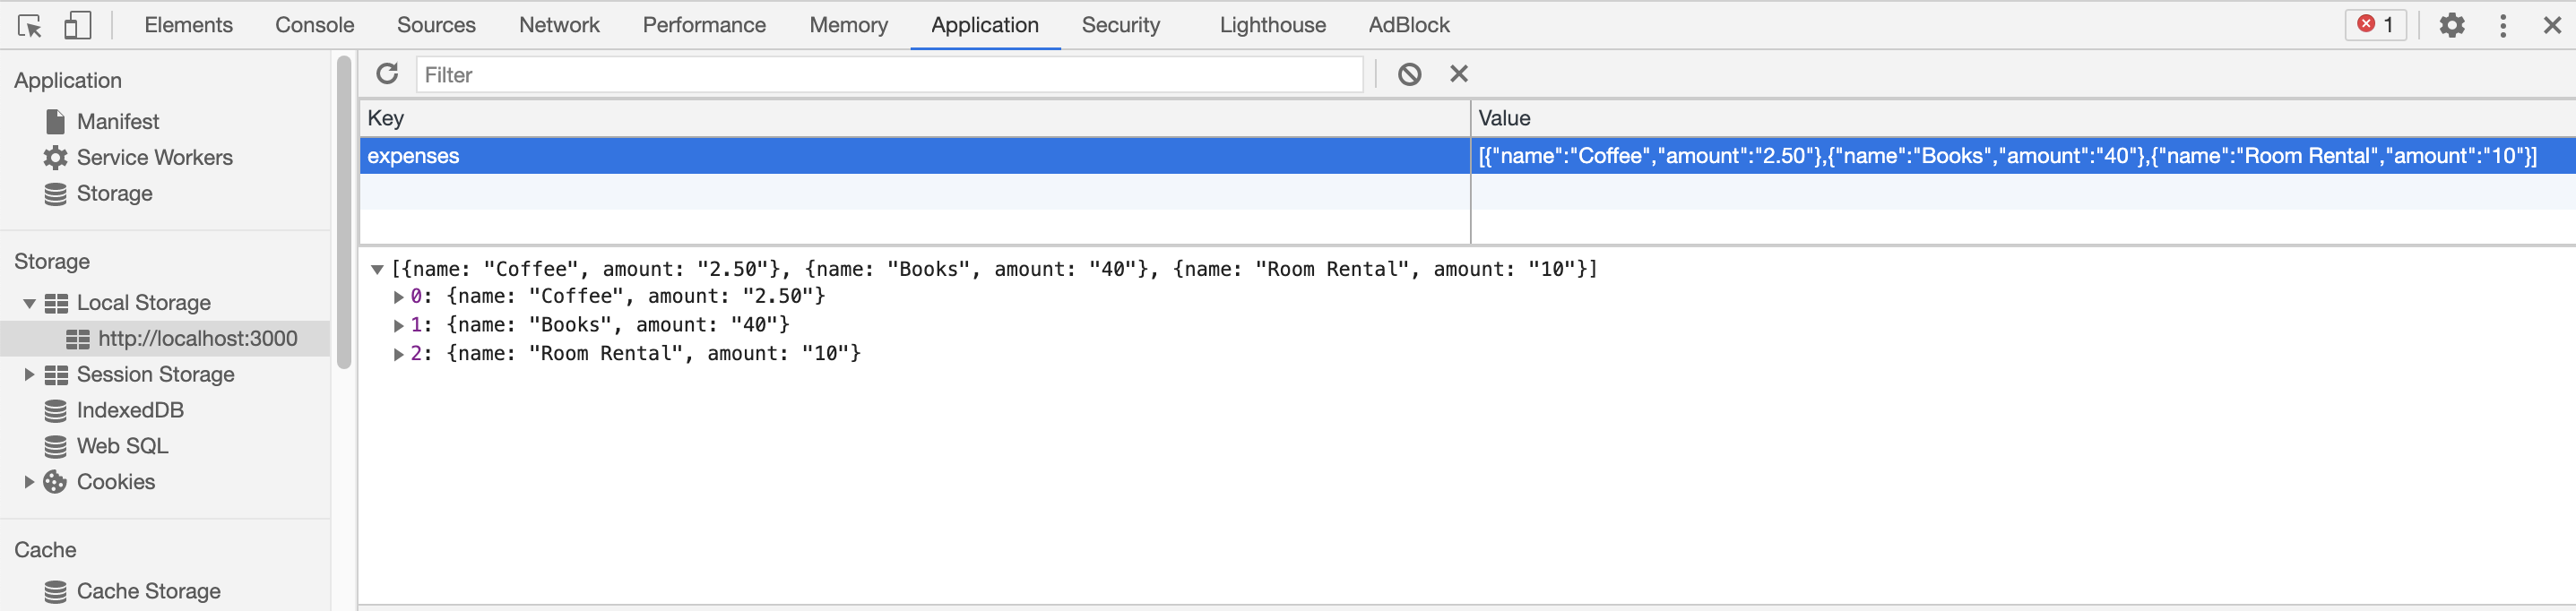 Elements Console Sources Network Performance Memory Application Security Lighthouse AdBlock 1
Application
Manifest
Service Workers
Storage
Storage
Local Storage
http://localhost:3000
Session Storage
IndexedDB
Web SQL
Cookies
Cache
Cache Storage
Filter
Key Value
expenses [{"name":"Coffee","amount":"2.50"},{"name":"Books","amount":"40"},{"name":"Room Rental","amount":"10"}]
[{name: "Coffee", amount: "2.50"}, {name: "Books", amount: "40"}, {name: "Room Rental", amount: "10"}]
0: {name: "Coffee", amount: "2.50"}
1: {name: "Books", amount: "40"}
2: {name: "Room Rental", amount: "10"}